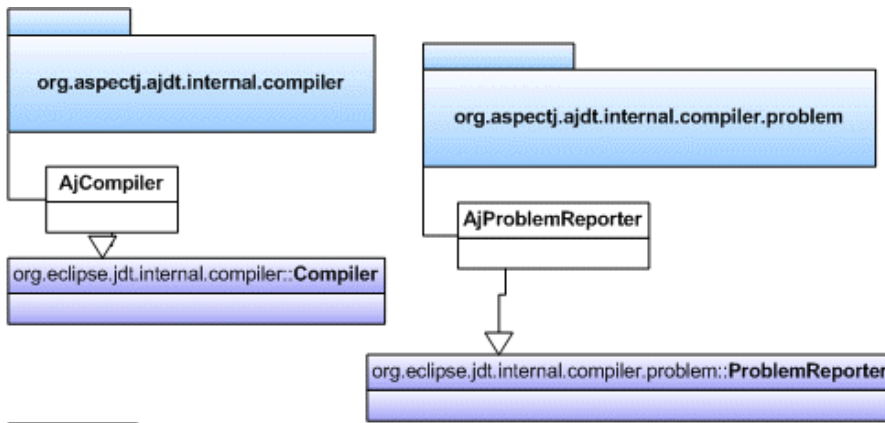 org.aspectj.ajdt.internal.compiler
AjCompiler
org.eclipse.jdt.internal.compiler::Compiler
org.aspectj.ajdt.internal.compiler.problem
AjProblemReporter
org.eclipse.jdt.internal.compiler.problem::ProblemReporter